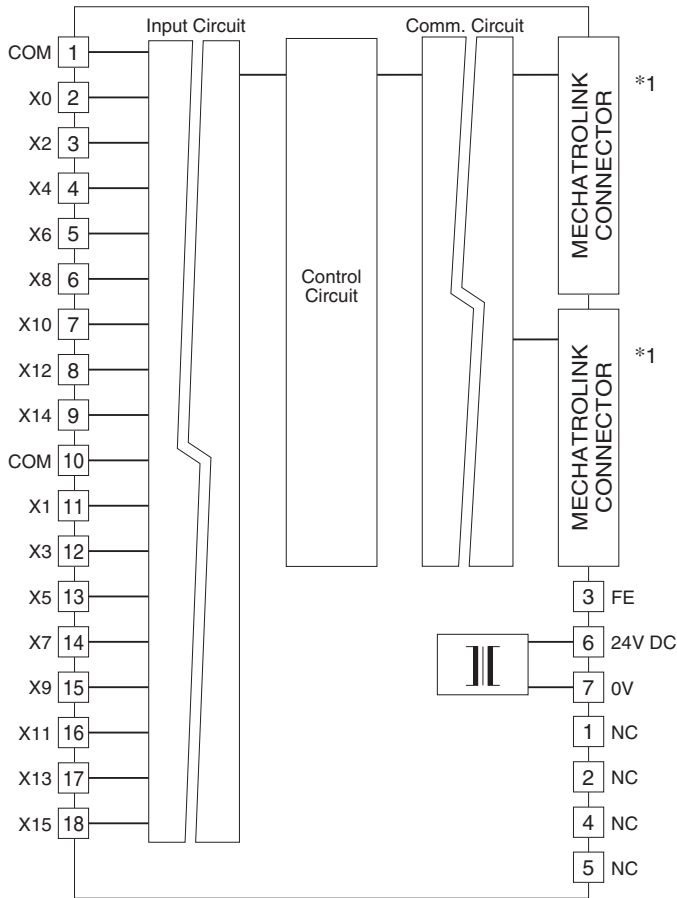 Input Circuit
Comm. Circuit
COM 1
X0 2
X2 3
X4 4
X6 5
X8 6
X10 7
X12 8
X14 9
COM 10
X1 11
X3 12
X5 13
X7 14
X9 15
X11 16
X13 17
X15 18
Control
Circuit
MECHATROLINK
CONNECTOR
*1
MECHATROLINK
CONNECTOR
*1
3 FE
6 24V DC
7 0V
1 NC
2 NC
4 NC
5 NC